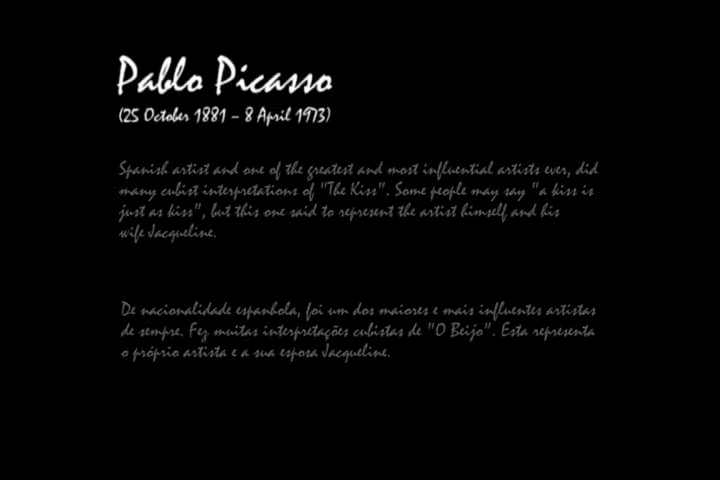 Pablo Picasso
(25 October 1881 – 8 April 1973)
Spanish artist and one of the greatest and most influential artists ever, did
many cubist interpretations of "The Kiss". Some people may say "a kiss is
just as kiss", but this one said to represent the artist himself and his
wife Jacqueline.
De nacionalidade espanhola, foi um dos maiores e mais influentes artistas
de sempre. Fez muitas interpretações cubistas de "O Beijo". Esta representa
o próprio artista e a sua esposa Jacqueline.